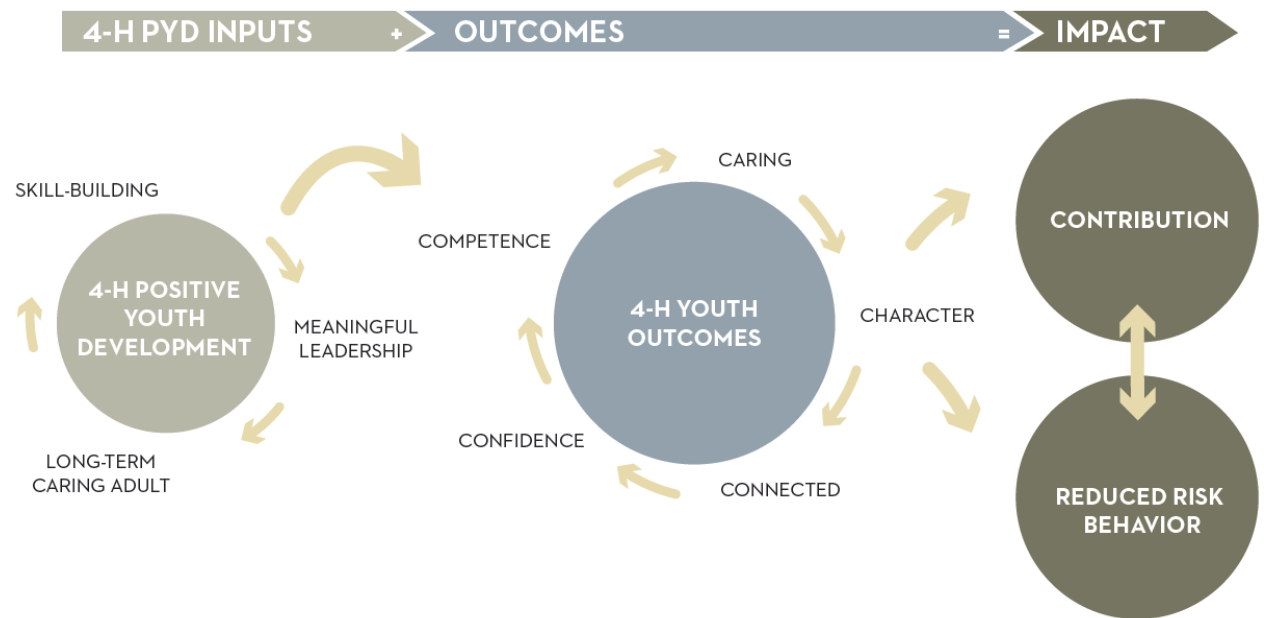 4-H PYD INPUTS + OUTCOMES = IMPACT
SKILL-BUILDING
4-H POSITIVE
YOUTH
DEVELOPMENT
MEANINGFUL
LEADERSHIP
LONG-TERM
CARING ADULT
CARING
COMPETENCE
4-H YOUTH
OUTCOMES
CHARACTER
CONFIDENCE
CONNECTED
CONTRIBUTION
REDUCED RISK
BEHAVIOR